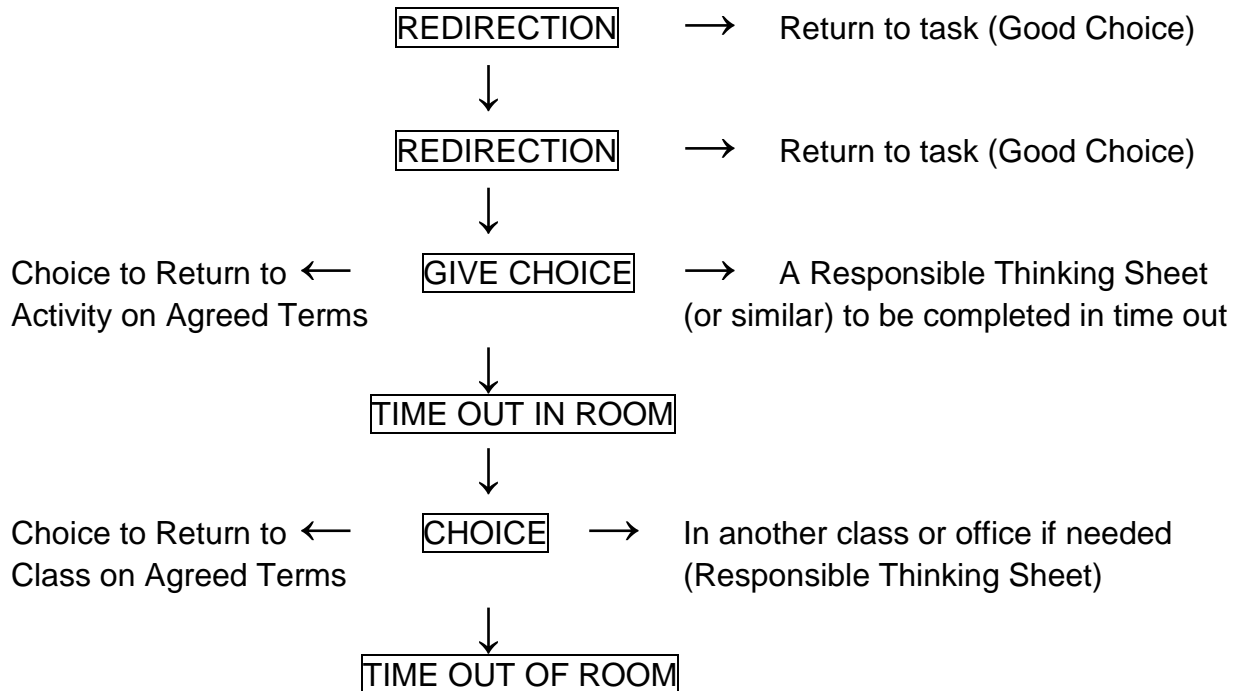 REDIRECTION → Return to task (Good Choice)
↓
REDIRECTION → Return to task (Good Choice)
↓
Choice to Return to ← GIVE CHOICE → A Responsible Thinking Sheet
Activity on Agreed Terms (or similar) to be completed in time out
↓
TIME OUT IN ROOM
↓
Choice to Return to ← CHOICE → In another class or office if needed
Class on Agreed Terms (Responsible Thinking Sheet)
↓
TIME OUT OF ROOM